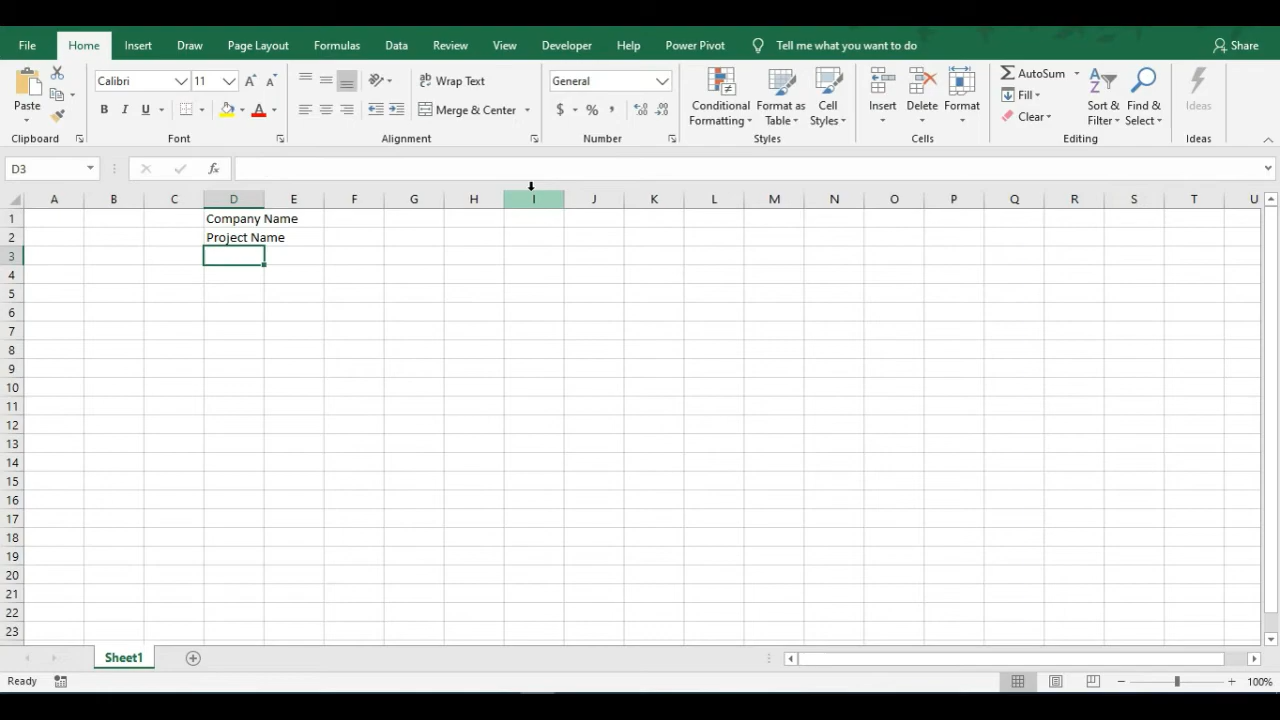 File Home Insert Draw Page Layout Formulas Data Review View Developer Help Power Pivot Tell me what you want to do Share
Calibri 11 Wrap Text General AutoSum
Paste Conditional Formatting Format as Table Cell Styles Insert Delete Format Fill Sort & Filter Find & Select Ideas
B I U A Merge & Center $ % , Clear
Clipboard Font Alignment Number Styles Cells Editing Ideas
D3 fx
A B C D E F G H I J K L M N O P Q R S T U
1 Company Name
2 Project Name
3
4
5
6
7
8
9
10
11
12
13
14
15
16
17
18
19
20
21
22
23
Sheet1
Ready 100%